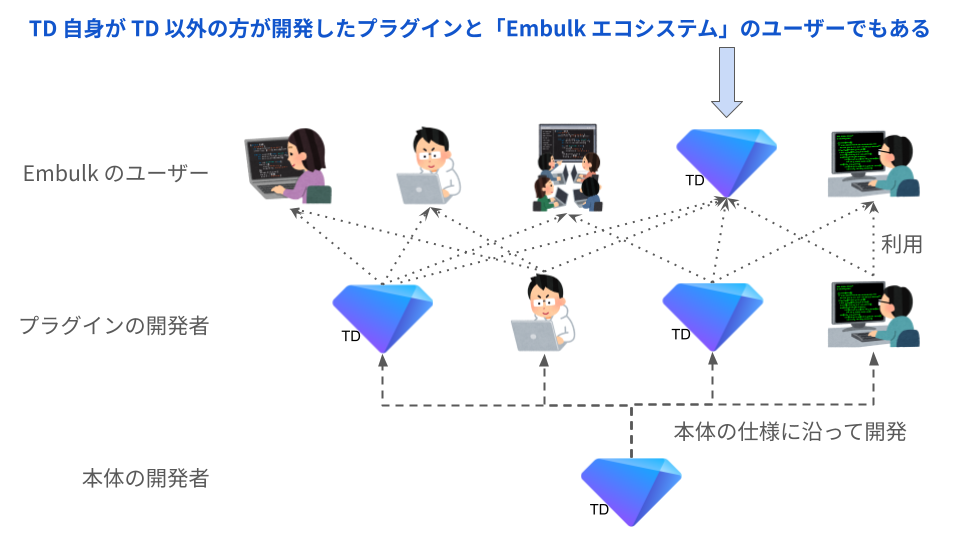 TD 自身が TD 以外の方が開発したプラグインと「Embulk エコシステム」のユーザーでもある
Embulk のユーザー
TD
利用
プラグインの開発者
TD
TD
本体の仕様に沿って開発
本体の開発者
TD